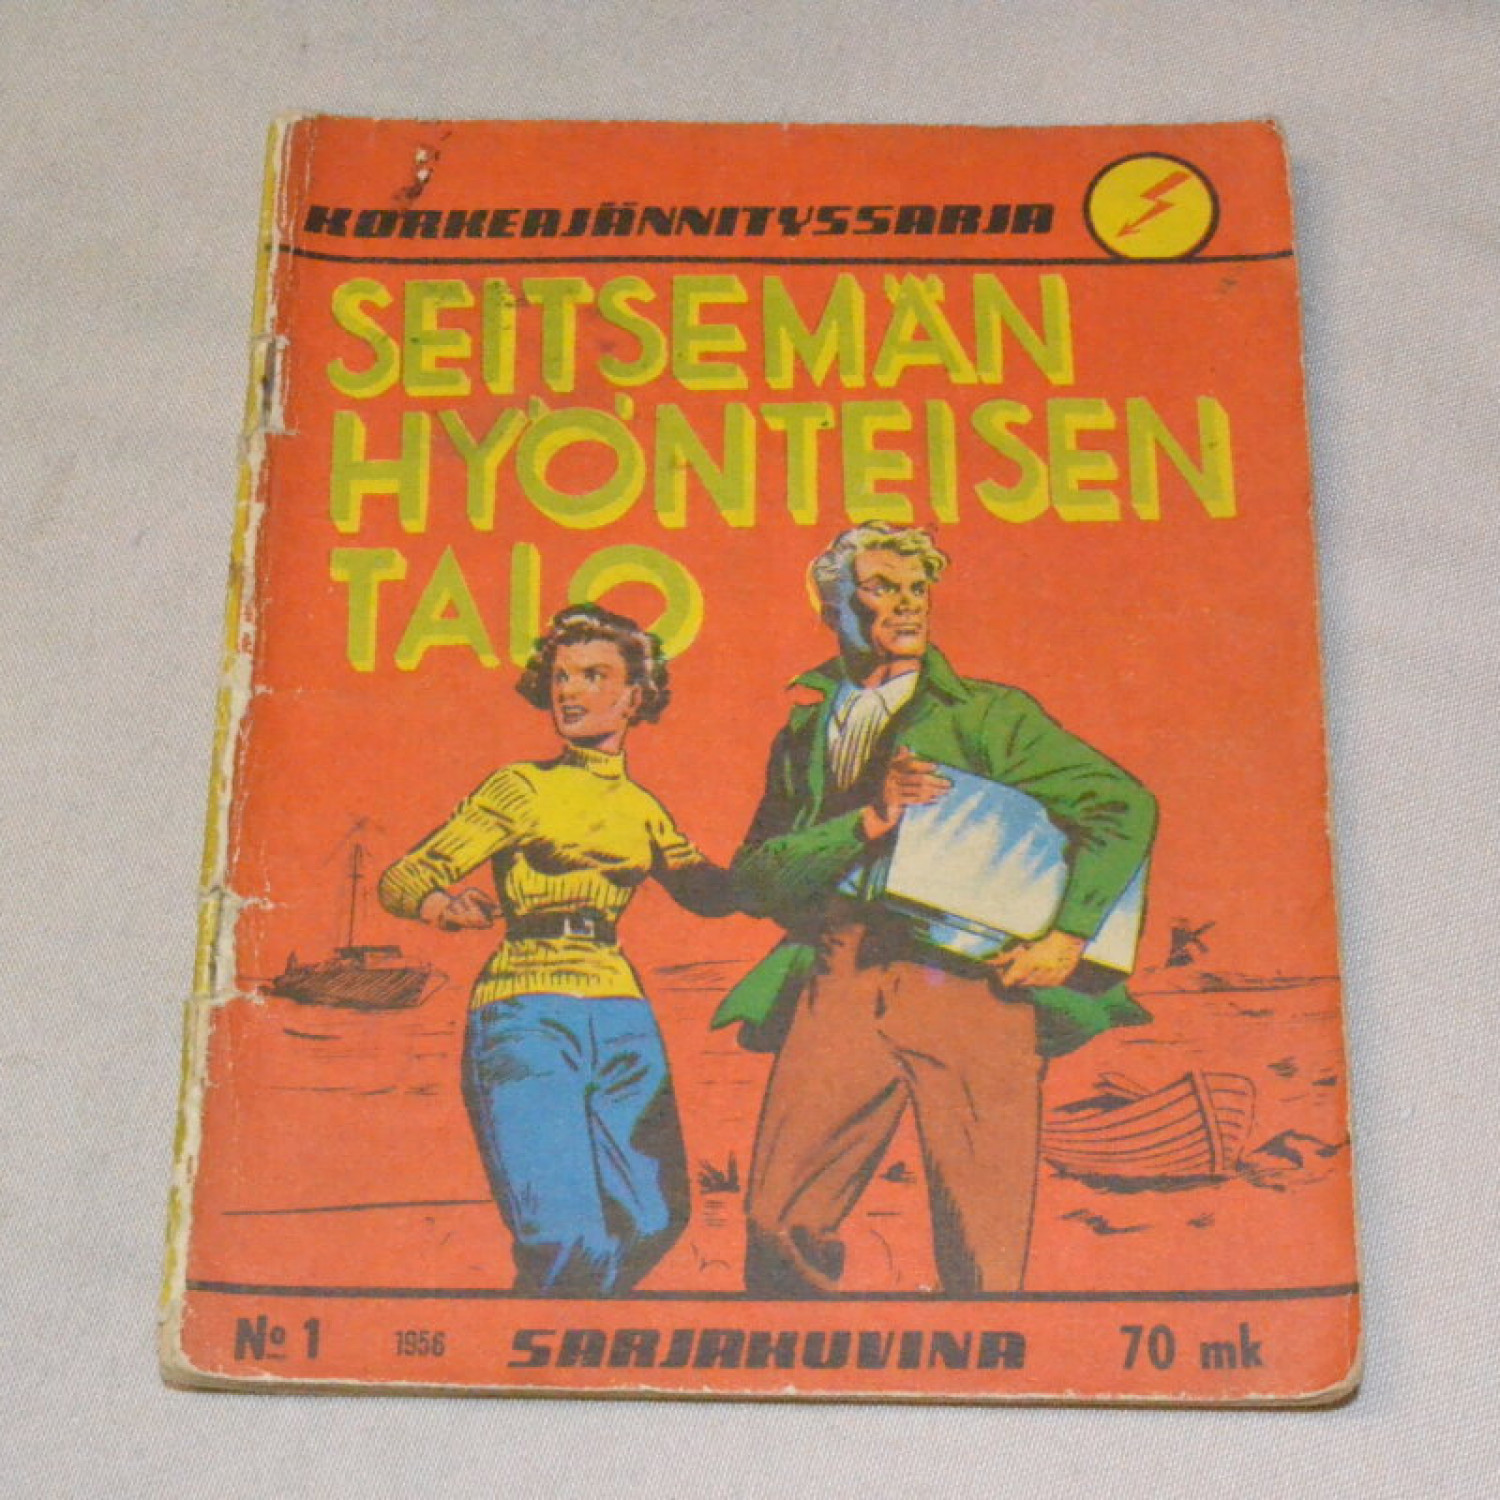 KORKEAJÄNNITYSSARJA
SEITSEMÄN
HYÖNTEISEN
TALO
No 1 1956 SARJAKUVINA 70 mk